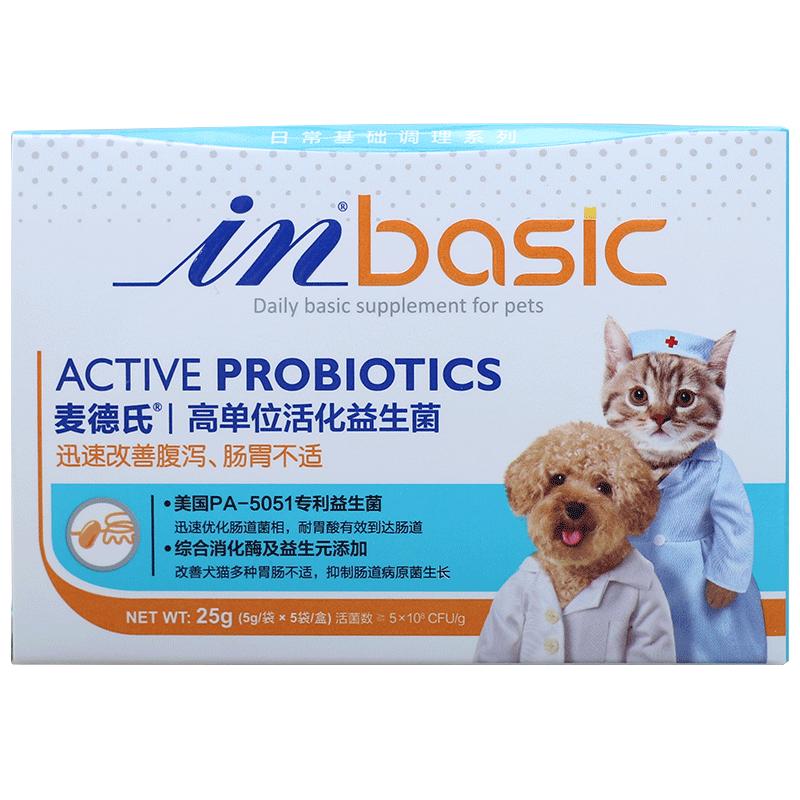 日常基础调理系列
in®basic
Daily basic supplement for pets
ACTIVE PROBIOTICS
麦德氏®|高单位活化益生菌
迅速改善腹泻、肠胃不适
•美国PA-5051专利益生菌
迅速优化肠道菌相，耐胃酸有效到达肠道
•综合消化酶及益生元添加
改善犬猫多种胃肠不适，抑制肠道病原菌生长
NET WT: 25g (5g/袋×5袋/盒) 活菌数≧5×10⁸ CFU/g